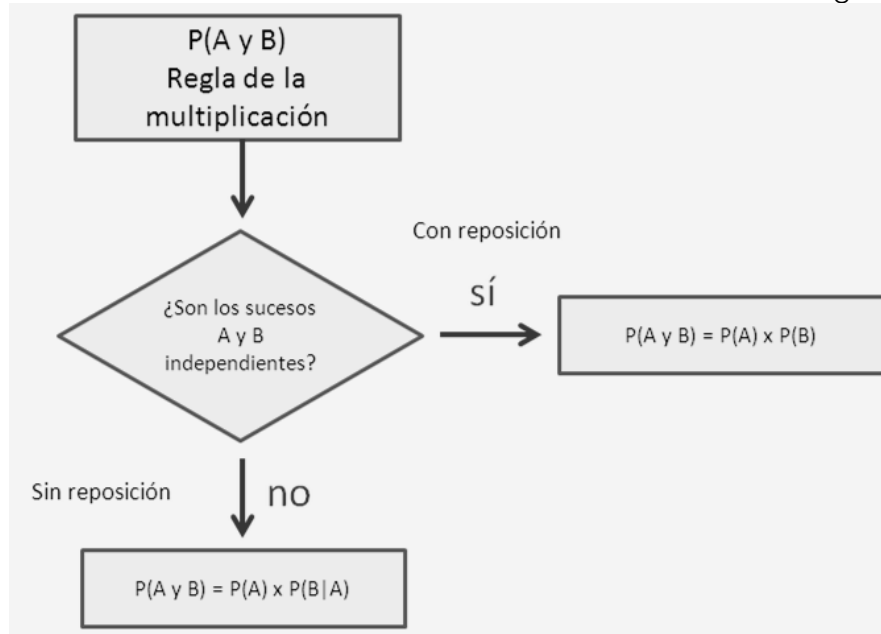 P(A y B)
Regla de la
multiplicación
Con reposición
sí
¿Son los sucesos
A y B
independientes?
P(A y B) = P(A) x P(B)
Sin reposición
no
P(A y B) = P(A) x P(B|A)